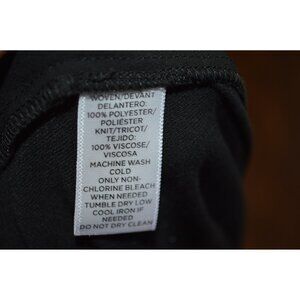 WOVEN/DEVANT
DELANTERO:
100% POLYESTER/
POLIÉSTER
KNIT/TRICOT/
TEJIDO:
100% VISCOSE/
VISCOSA
MACHINE WASH
COLD
ONLY NON-
CHLORINE BLEACH
WHEN NEEDED
TUMBLE DRY LOW
COOL IRON IF
NEEDED
DO NOT DRY CLEAN